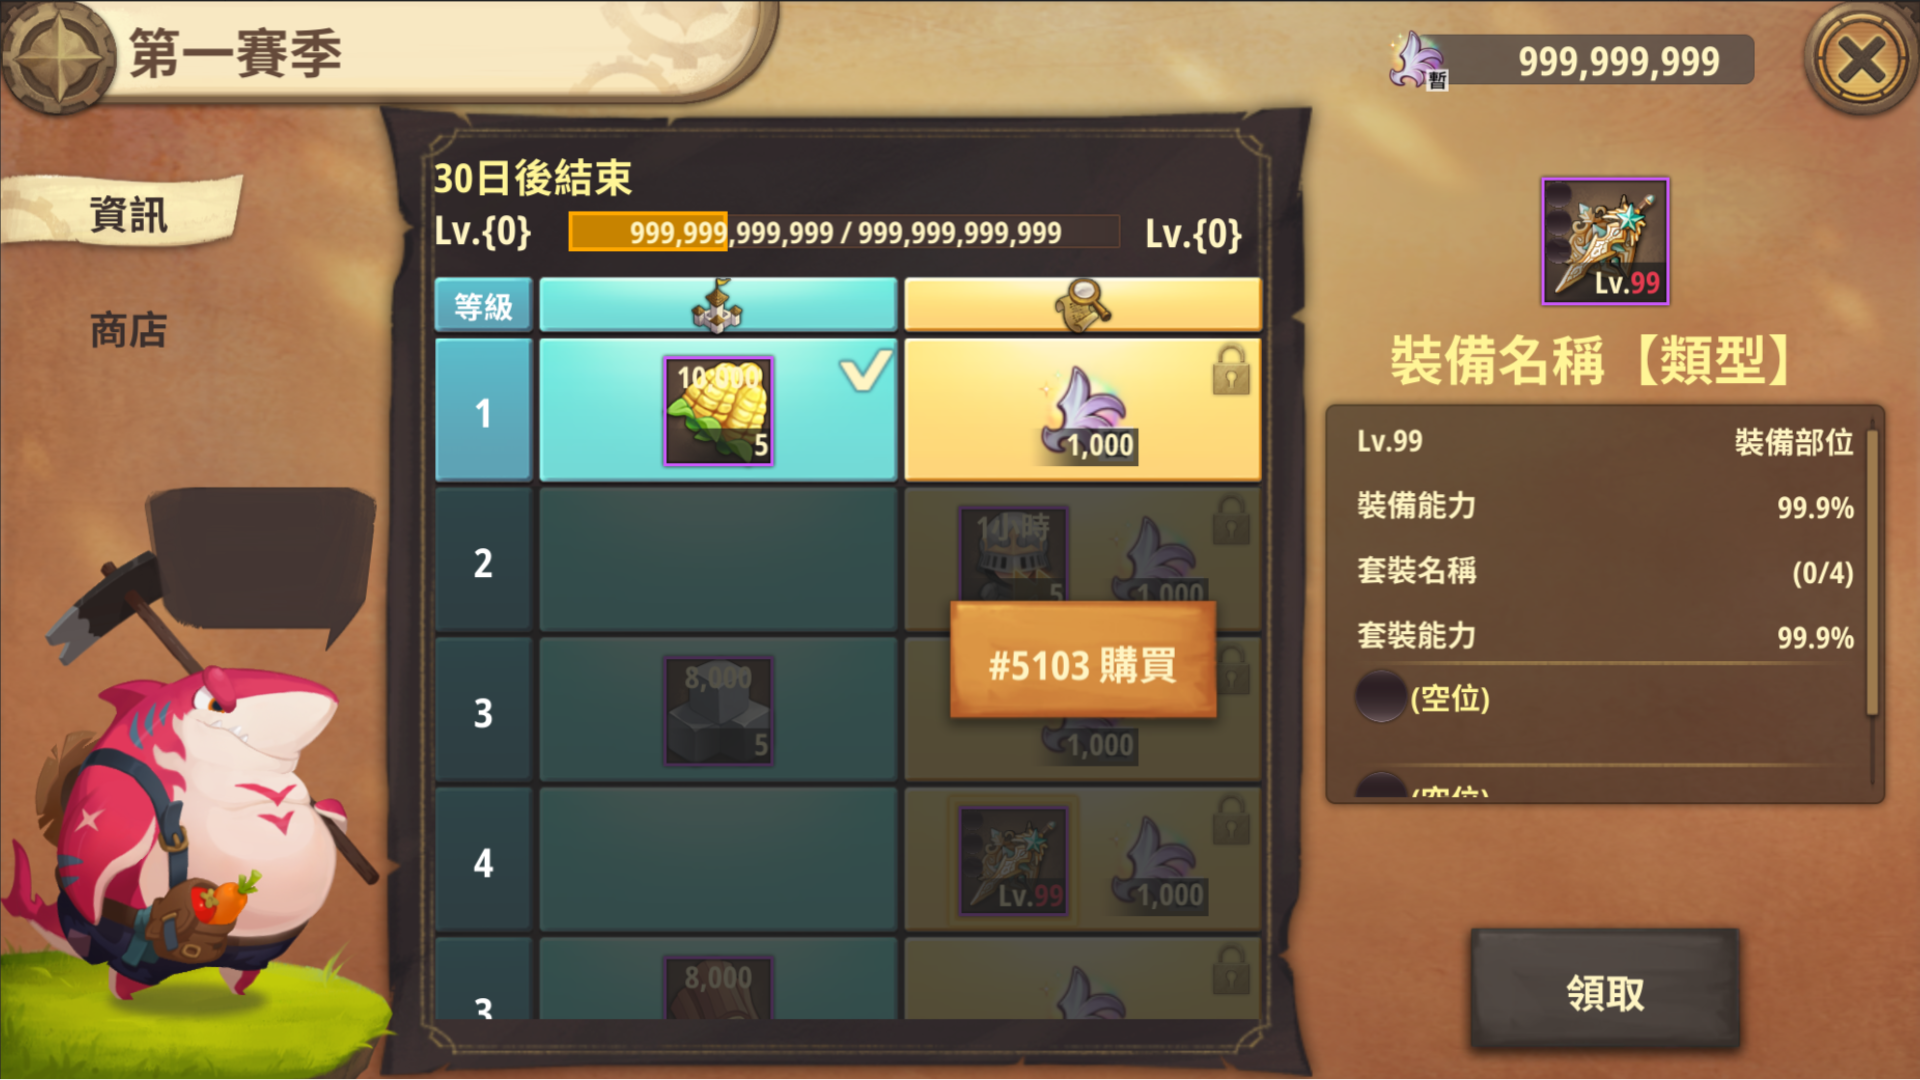 第一賽季
暫
999,999,999
資訊
商店
30日後結束
Lv.{0}
999,999,999,999 / 999,999,999,999
Lv.{0}
等級
1
10,000
5
1,000
2
1小時
5
1,000
#5103 購買
3
8,000
5
1,000
4
Lv.99
1,000
3
8,000
Lv.99
裝備名稱【類型】
Lv.99
裝備部位
裝備能力
99.9%
套裝名稱
(0/4)
套裝能力
99.9%
(空位)
(空位)
領取